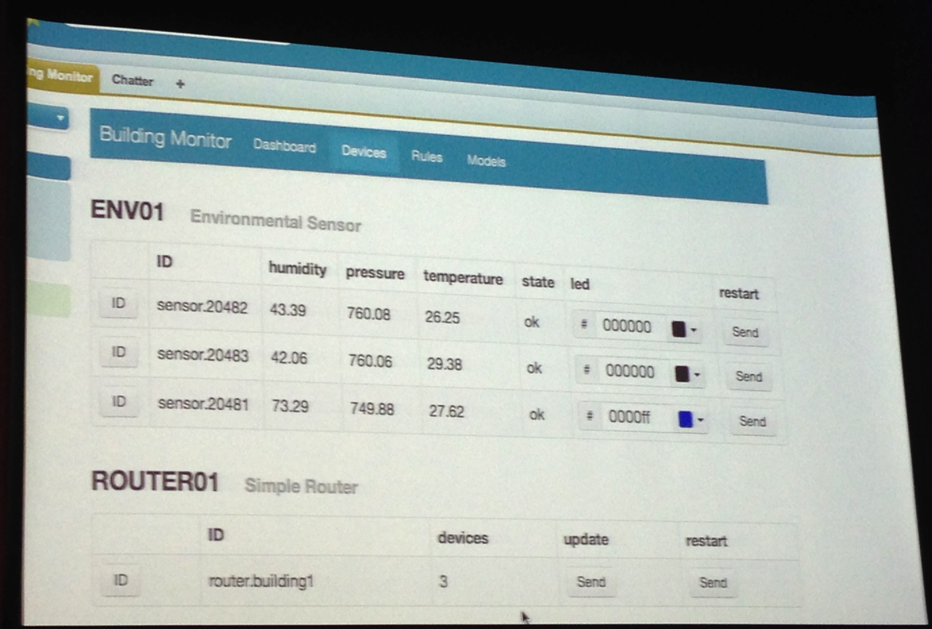 ng Monitor Chatter +
Building Monitor Dashboard Devices Rules Models
ENV01 Environmental Sensor
ID humidity pressure temperature state led restart
ID sensor.20482 43.39 760.08 26.25 ok # 000000 Send
ID sensor.20483 42.06 760.06 29.38 ok # 000000 Send
ID sensor.20481 73.29 749.88 27.62 ok # 0000ff Send
ROUTER01 Simple Router
ID devices update restart
ID router.building1 3 Send Send